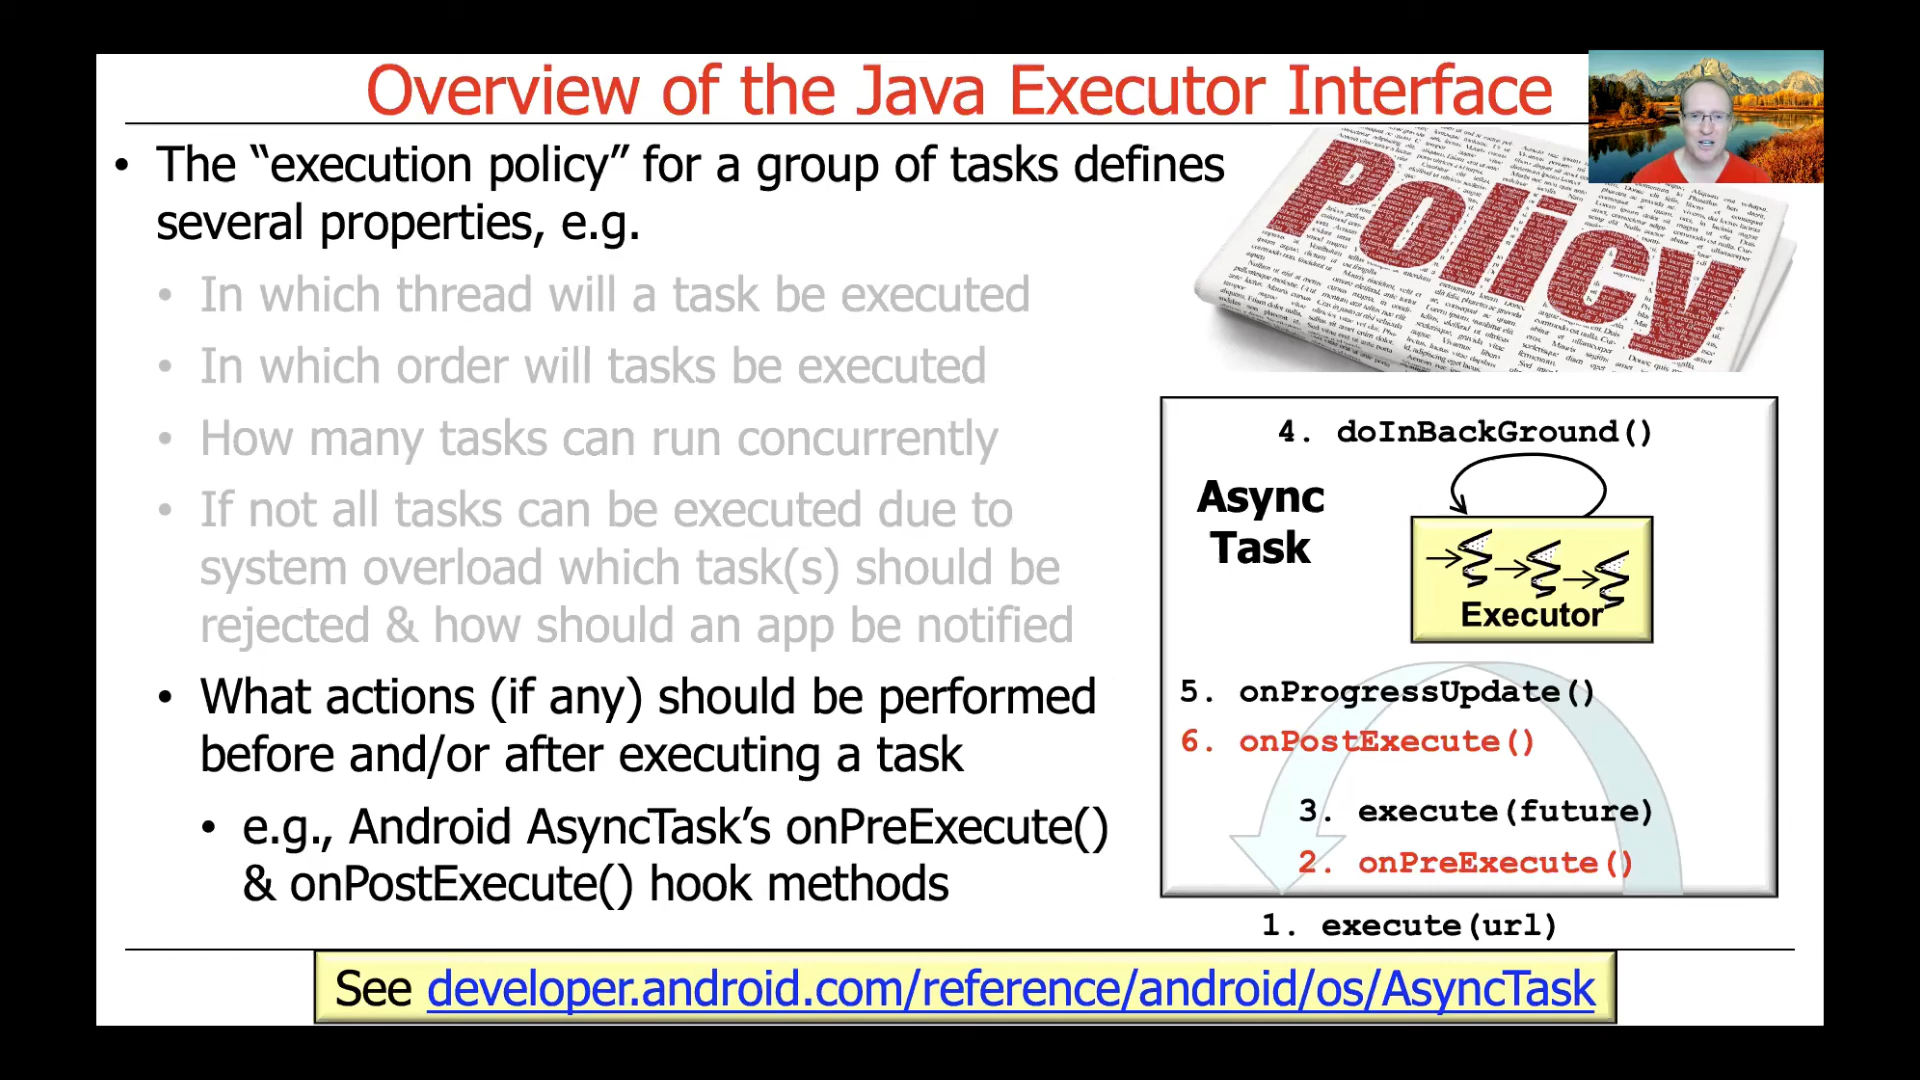 Overview of the Java Executor Interface
• The “execution policy” for a group of tasks defines
several properties, e.g.
• In which thread will a task be executed
• In which order will tasks be executed
• How many tasks can run concurrently
• If not all tasks can be executed due to
system overload which task(s) should be
rejected & how should an app be notified
• What actions (if any) should be performed
before and/or after executing a task
• e.g., Android AsyncTask’s onPreExecute()
& onPostExecute() hook methods
Policy
4. doInBackGround()
Async
Task
Executor
5. onProgressUpdate()
6. onPostExecute()
3. execute(future)
2. onPreExecute()
1. execute(url)
See developer.android.com/reference/android/os/AsyncTask